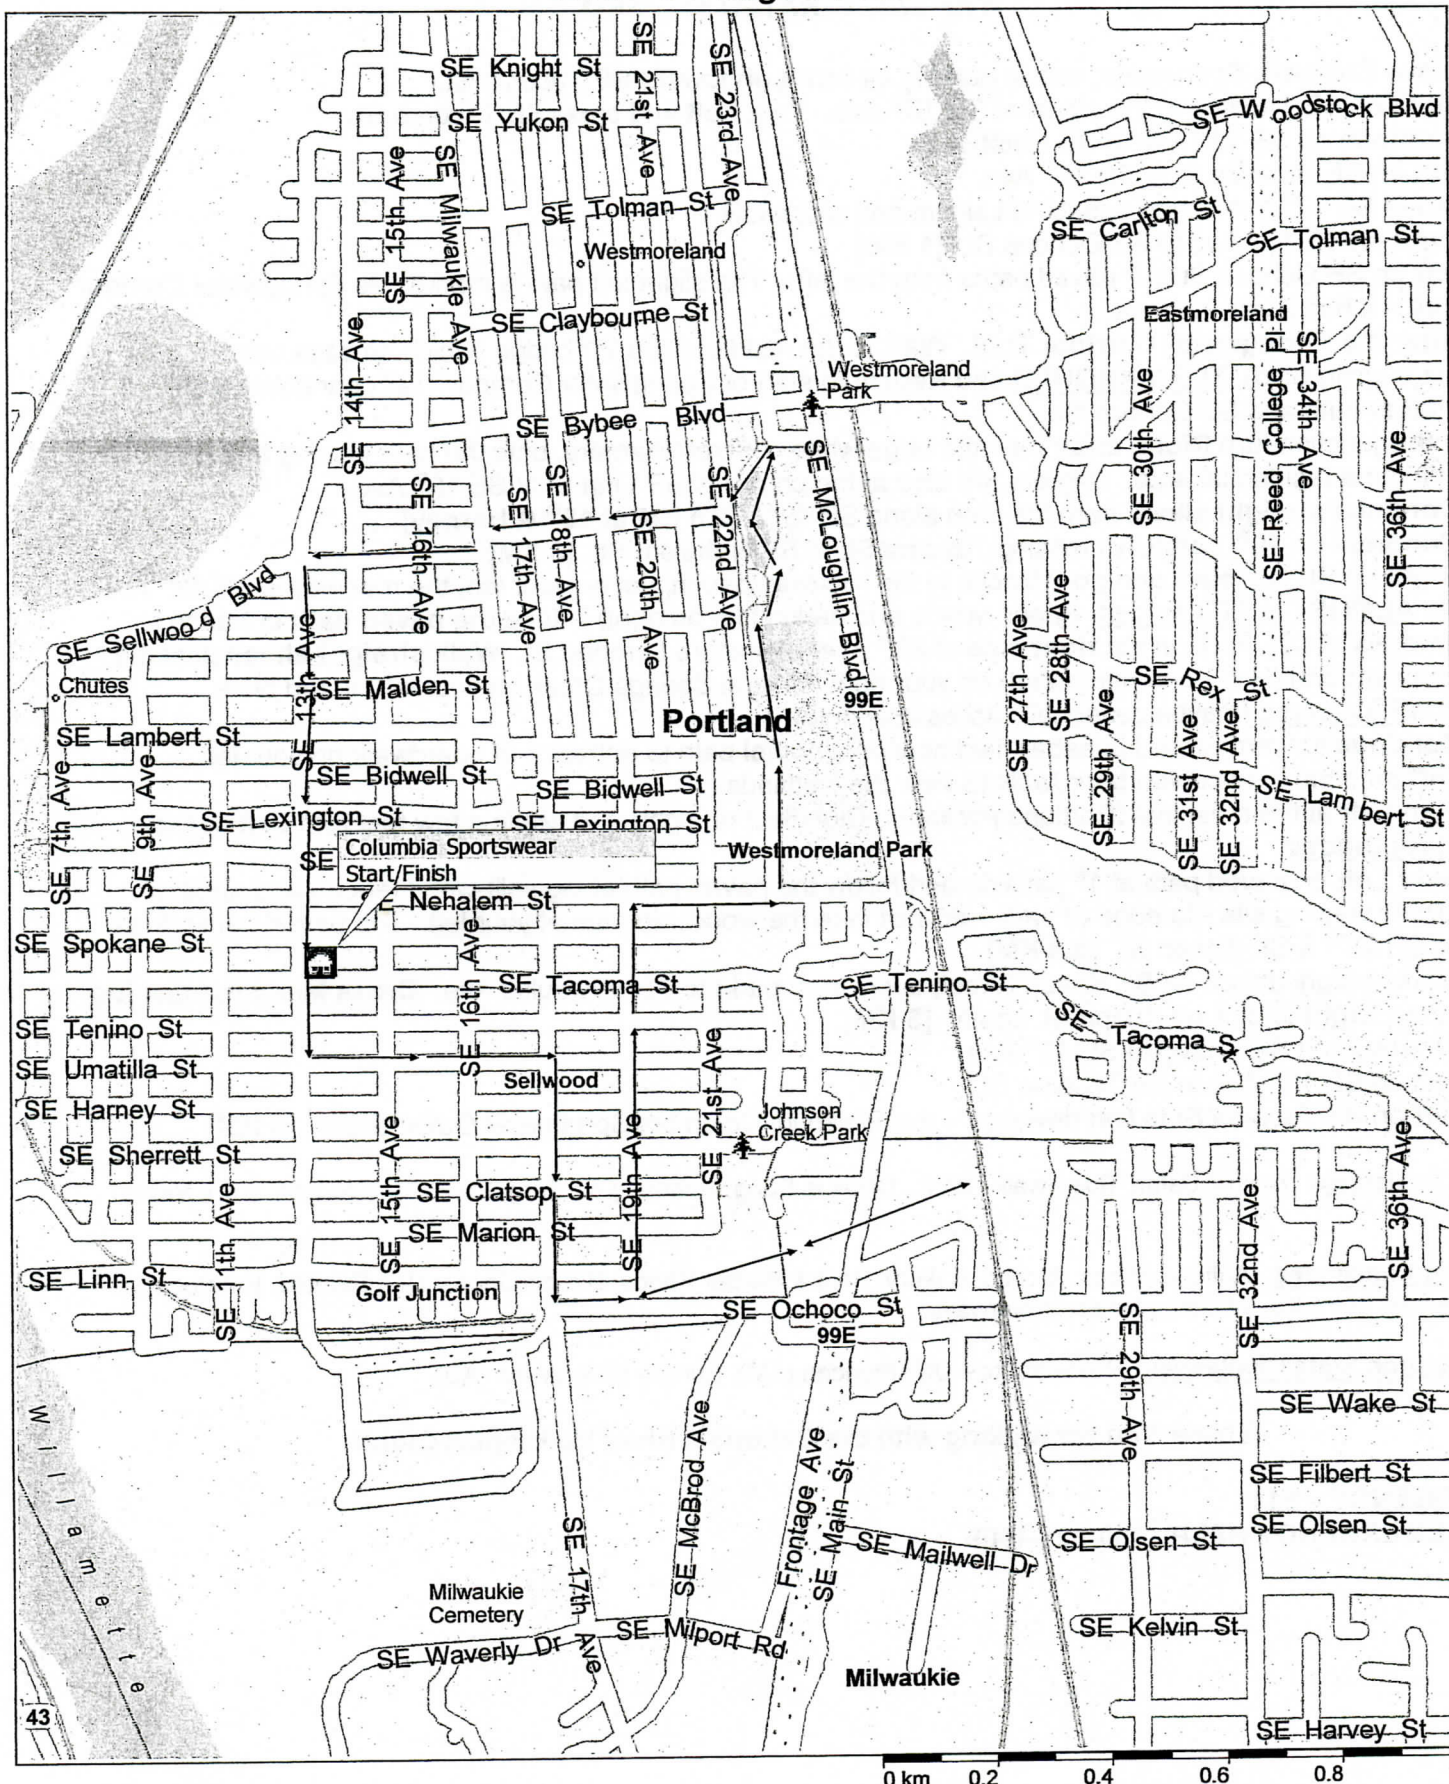 SE Knight St
SE 21st Ave
SE 23rd Ave
SE Woodstock Blvd
SE Yukon St
SE 15th Ave
SE Milwaukie Ave
SE Tolman St
SE Carlton St
SE Tolman St
Westmoreland
SE Claybourne St
Eastmoreland
SE 14th Ave
Westmoreland
Park
SE Reed College Pl
SE 34th Ave
SE 30th Ave
SE Bybee Blvd
SE McLoughlin Blvd
SE 36th Ave
SE 16th Ave
SE 17th Ave
SE 18th Ave
SE 20th Ave
SE 22nd Ave
SE Sellwood Blvd
SE 13th Ave
SE 27th Ave
SE 28th Ave
Chutes
SE Malden St
SE Rex St
99E
Portland
SE 29th Ave
SE 31st Ave
SE 32nd Ave
SE Lambert St
SE 7th Ave
SE 9th Ave
SE Bidwell St
SE Bidwell St
SE Lambert St
SE Lexington St
SE Lexington St
SE
Columbia Sportswear
Start/Finish
Westmoreland Park
Nehalem St
SE Spokane St
SE 16th Ave
SE Tacoma St
SE Tenino St
SE Tacoma S
SE Tenino St
SE 21st Ave
SE Umatilla St
Sellwood
SE Harney St
Johnson
Creek Park
SE 15th Ave
SE 19th Ave
SE 36th Ave
SE Sherrett St
SE 11th Ave
SE Clatsop St
SE 32nd Ave
SE Marion St
SE Linn St
Golf Junction
SE Ochoco St
99E
SE 29th Ave
SE Wake St
Willamette
SE McBrod Ave
Frontage Ave
SE Main St
SE Filbert St
SE 17th Ave
SE Mailwell Dr
SE Olsen St
SE Olsen St
Milwaukie
Cemetery
SE Waverly Dr
SE Milport Rd
SE Kelvin St
Milwaukie
43
SE Harvey St
0 km 0.2 0.4 0.6 0.8